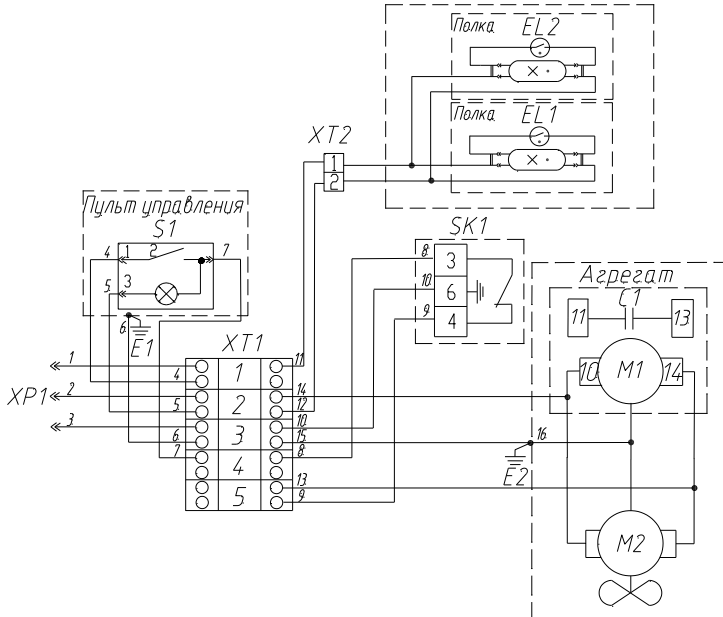 Полка EL2
Полка EL1
XT2
1
2
Пульт управления
S1
4 1 2 7
5 3
6
E1
SK1
8 3
10 6
9 4
Агрегат
C1
11 13
10 M1 14
XT1
XP1
1 1 11
4
2 2 14
5 12
3 3 10
6 15
7 4 8
13
5 9
16
E2
M2